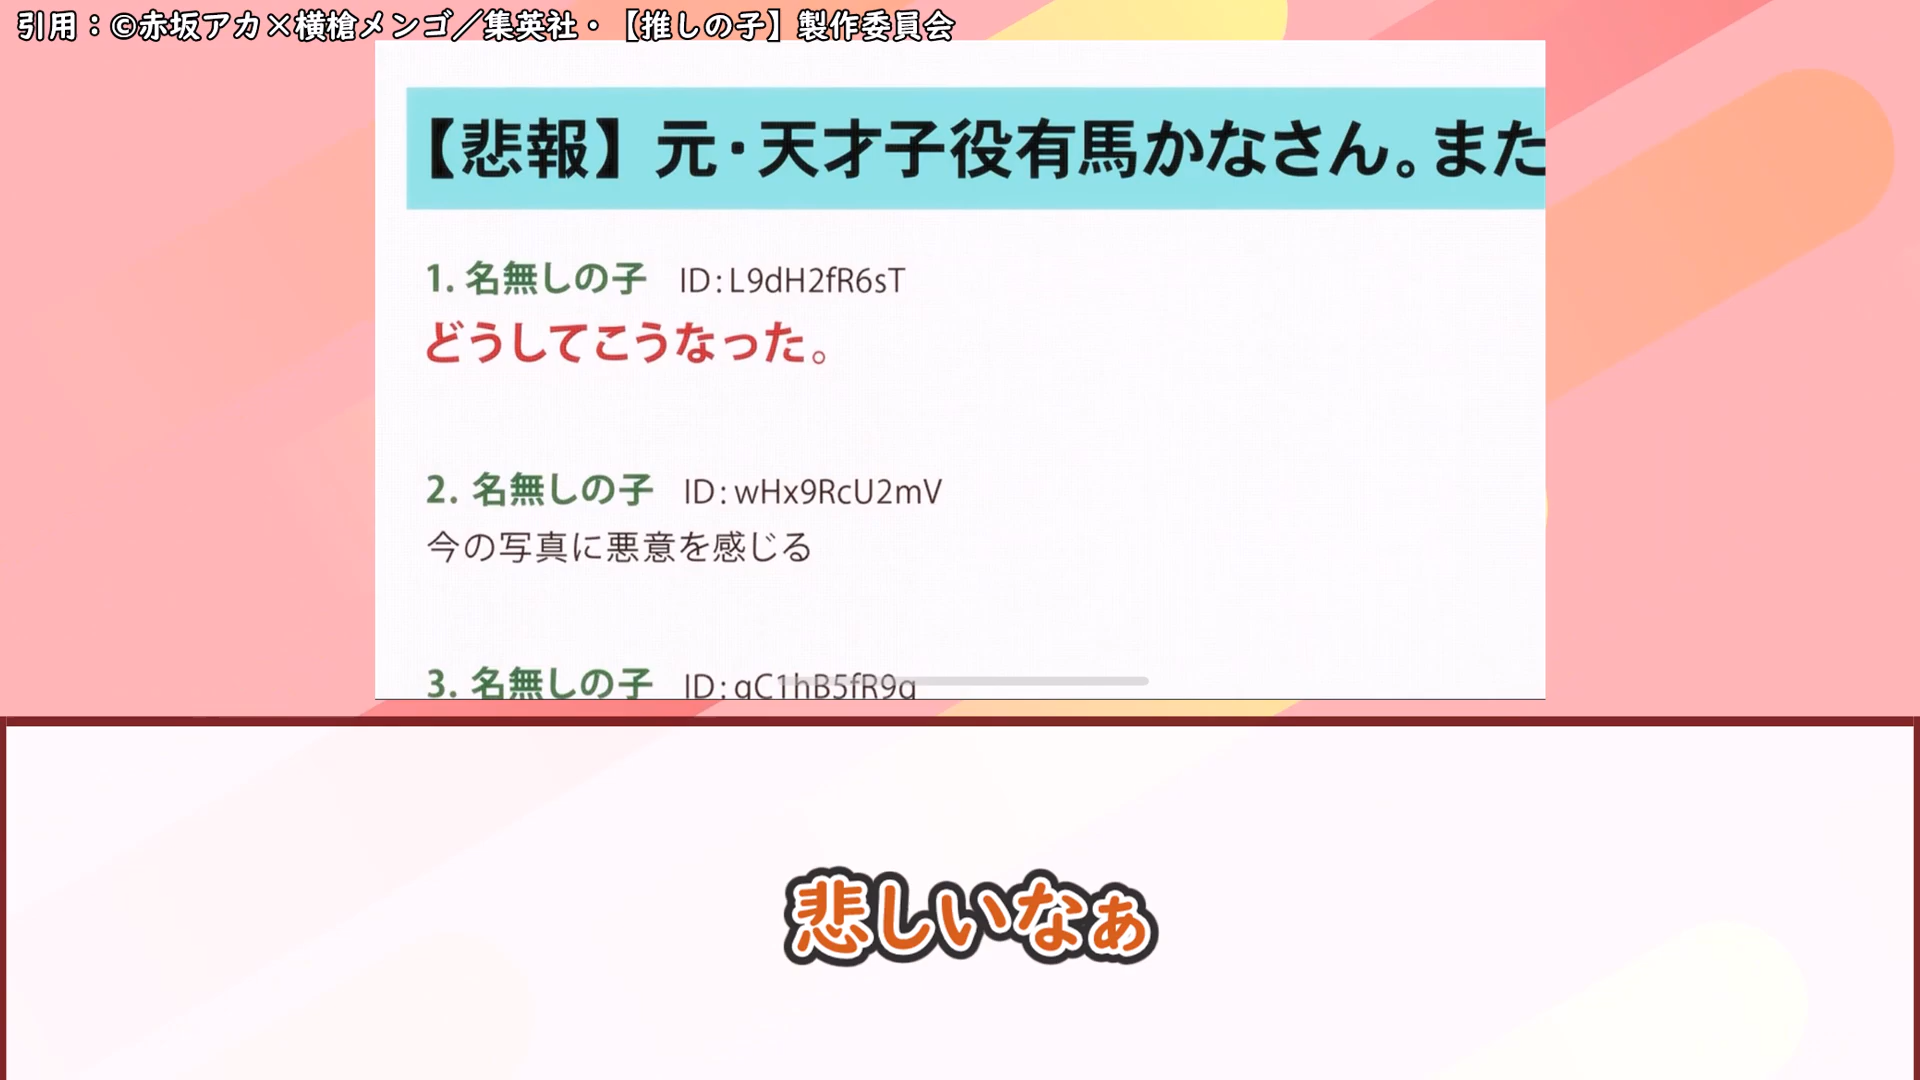 引用：©赤坂アカ×横槍メンゴ／集英社・【推しの子】製作委員会
【悲報】元・天才子役有馬かなさん。また
1. 名無しの子 ID:L9dH2fR6sT
どうしてこうなった。
2. 名無しの子 ID:wHx9RcU2mV
今の写真に悪意を感じる
3. 名無しの子
悲しいなぁ